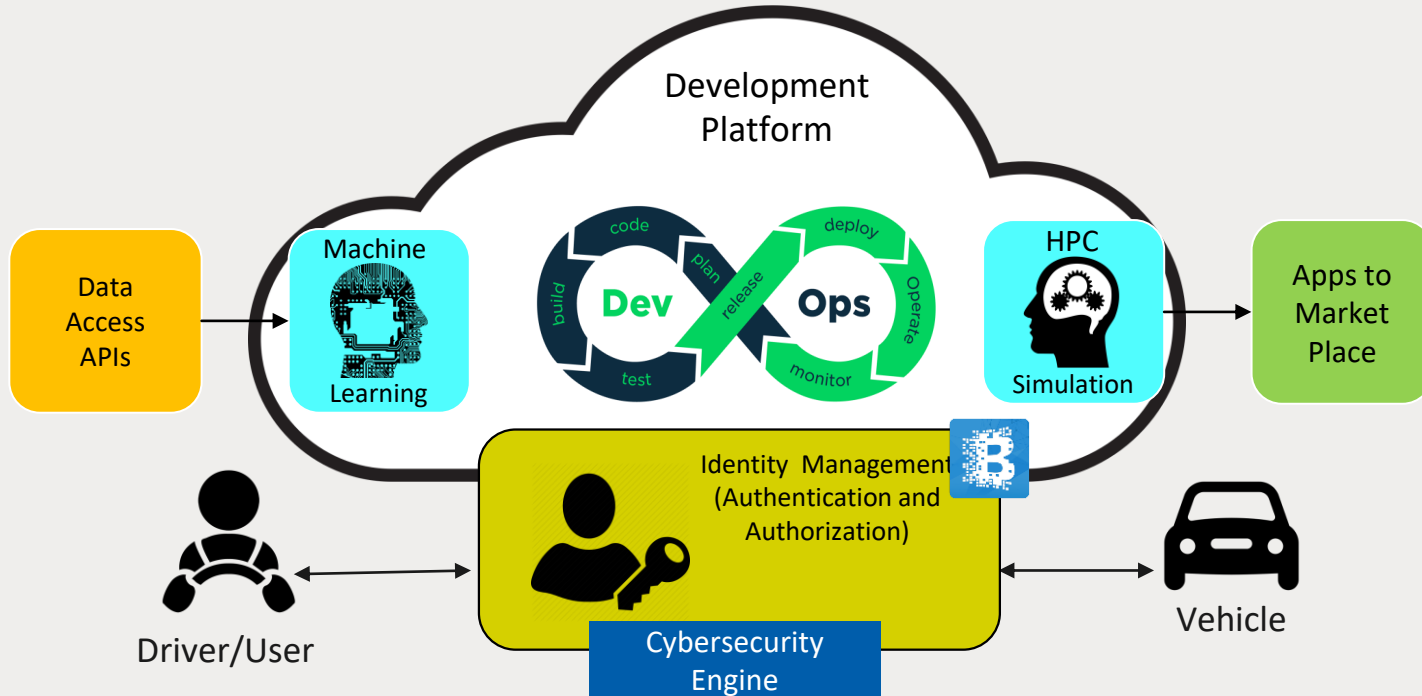 Development
Platform
Data
Access
APIs
Machine
Learning
code
plan
build
test
Dev
release
Ops
deploy
Operate
monitor
HPC
Simulation
Apps to
Market
Place
Identity Management
(Authentication and
Authorization)
B
Driver/User
Vehicle
Cybersecurity
Engine